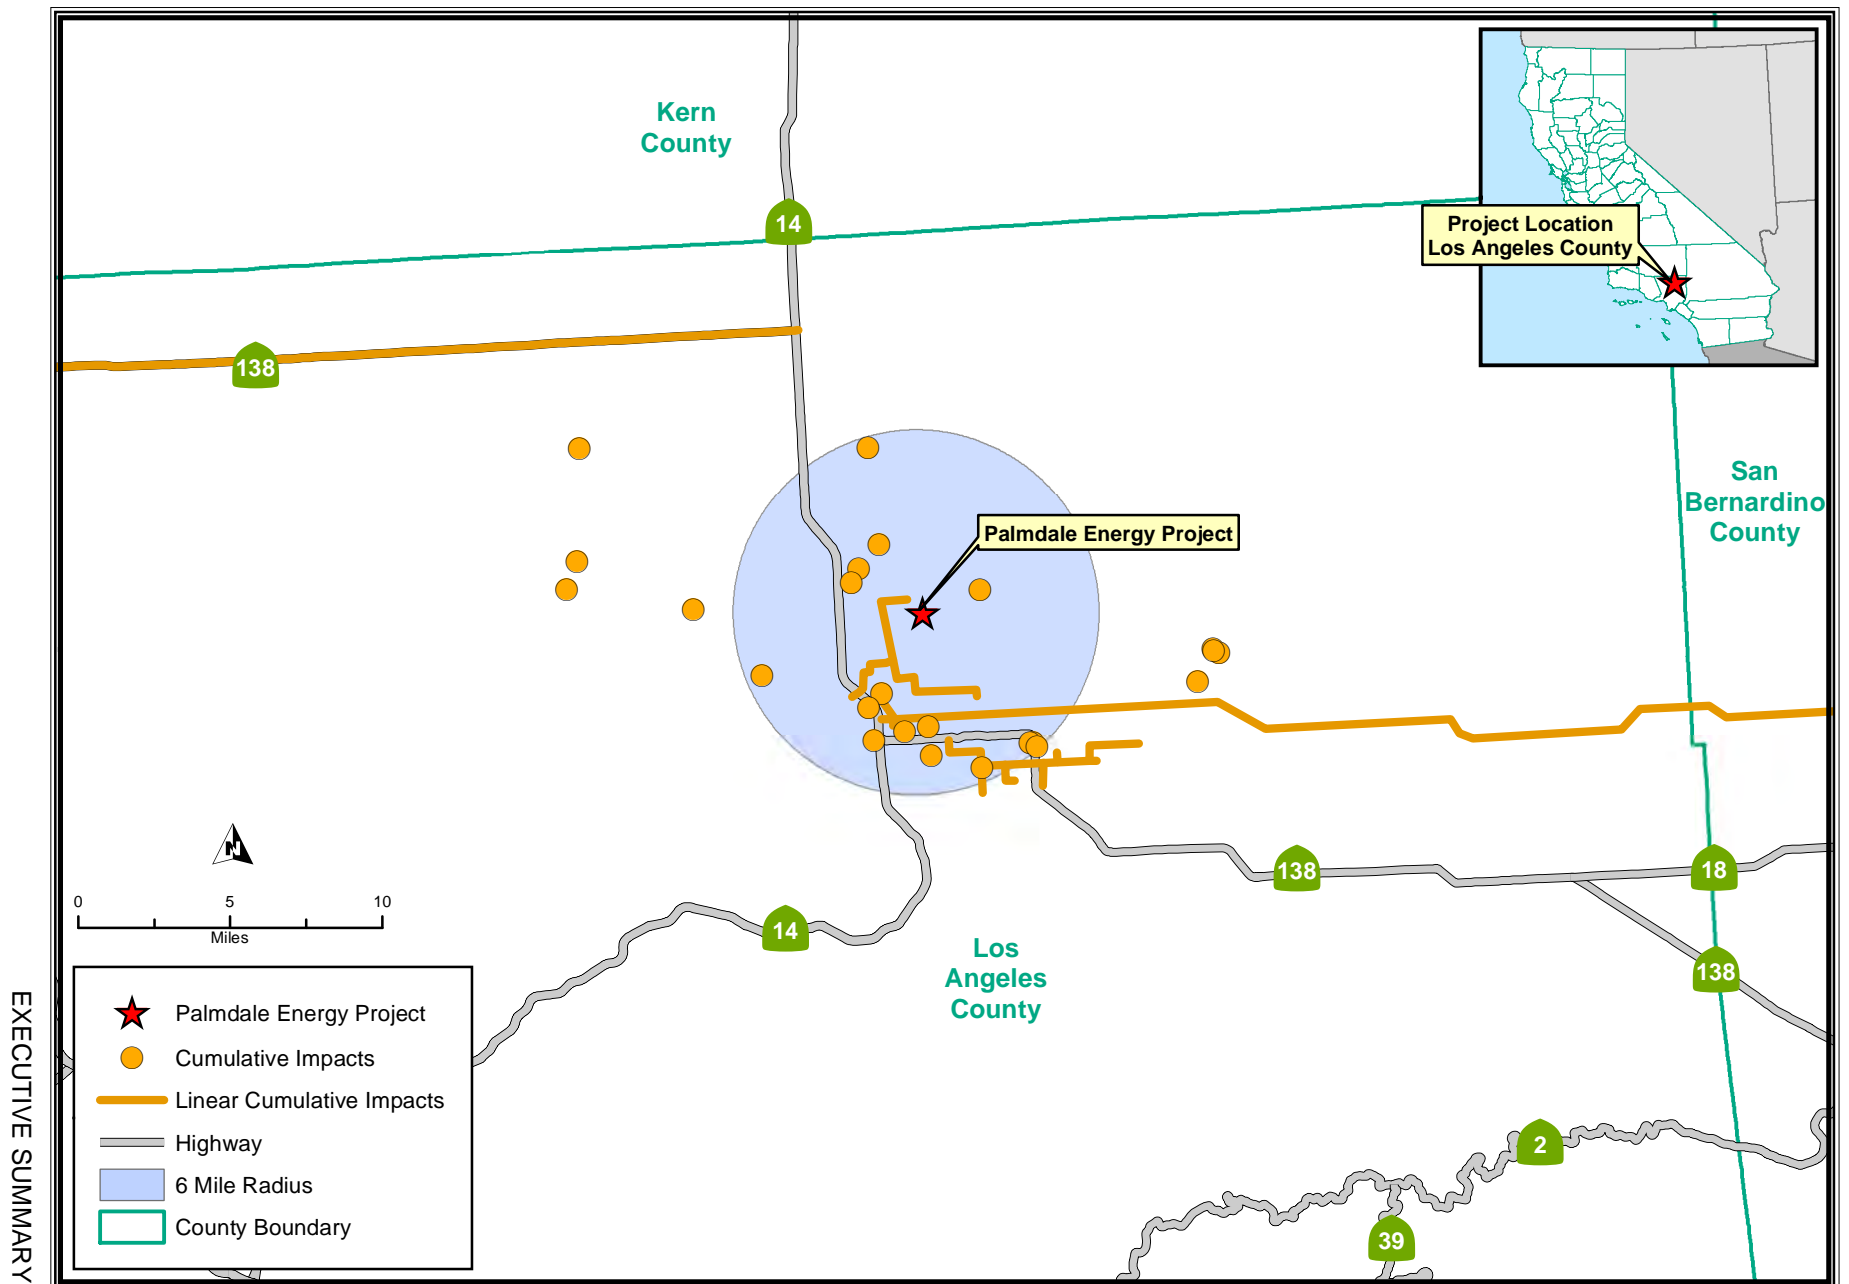 Kern
County
14
Project Location
Los Angeles County
138
San
Bernardino
County
Palmdale Energy Project
N
0 5 10
Miles
138
18
14
Los
Angeles
County
138
2
39
Palmdale Energy Project
Cumulative Impacts
Linear Cumulative Impacts
Highway
6 Mile Radius
County Boundary
EXECUTIVE SUMMARY